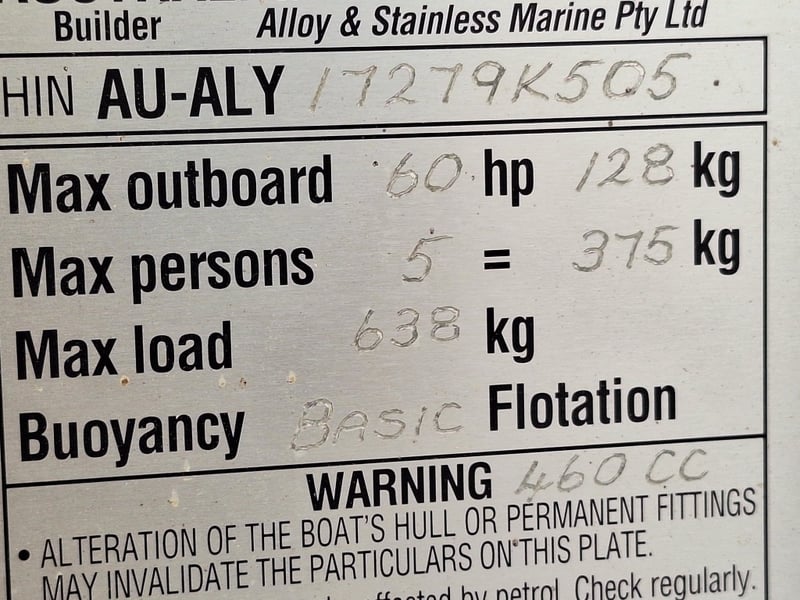 Builder Alloy & Stainless Marine Pty Ltd
HIN AU-ALY 17279K505
Max outboard 60 hp 128 kg
Max persons 5 = 375 kg
Max load 638 kg
Buoyancy BASIC Flotation
WARNING 460 CC
• ALTERATION OF THE BOAT'S HULL OR PERMANENT FITTINGS
MAY INVALIDATE THE PARTICULARS ON THIS PLATE.
by petrol. Check regularly.